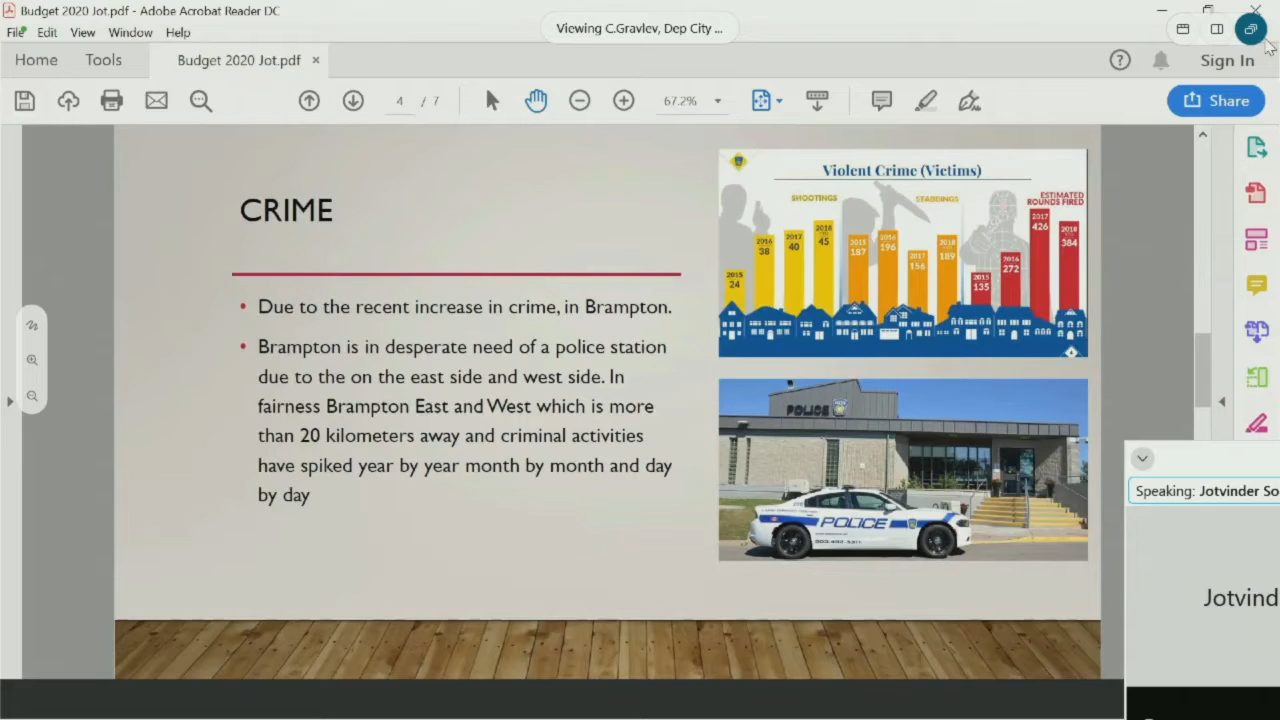 Budget 2020 Jot.pdf - Adobe Acrobat Reader DC
File Edit View Window Help
Viewing C.Gravlev, Dep City ...
Home Tools Budget 2020 Jot.pdf × Sign In
4 / 7 67.2% Share
CRIME
• Due to the recent increase in crime, in Brampton.
• Brampton is in desperate need of a police station
due to the on the east side and west side. In
fairness Brampton East and West which is more
than 20 kilometers away and criminal activities
have spiked year by year month by month and day
by day
Violent Crime (Victims)
SHOOTINGS
STABBINGS
ESTIMATED
ROUNDS FIRED
2015
24
2016
38
2017
40
2018
45
2015
187
2016
196
2017
156
2018
189
2015
135
2016
272
2017
426
2018
384
POLICE
POLICE
Speaking: Jotvinder So
Jotvind